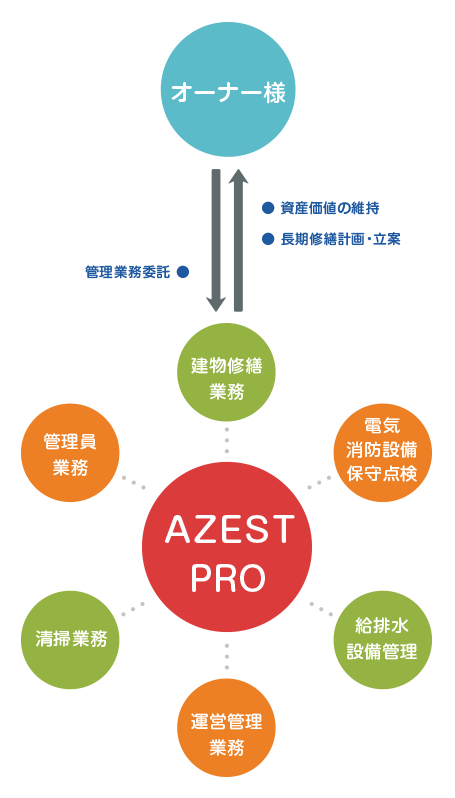 オーナー様
● 資産価値の維持
● 長期修繕計画・立案
管理業務委託 ●
建物修繕
業務
管理員
業務
電気
消防設備
保守点検
AZEST
PRO
清掃業務
給排水
設備管理
運営管理
業務